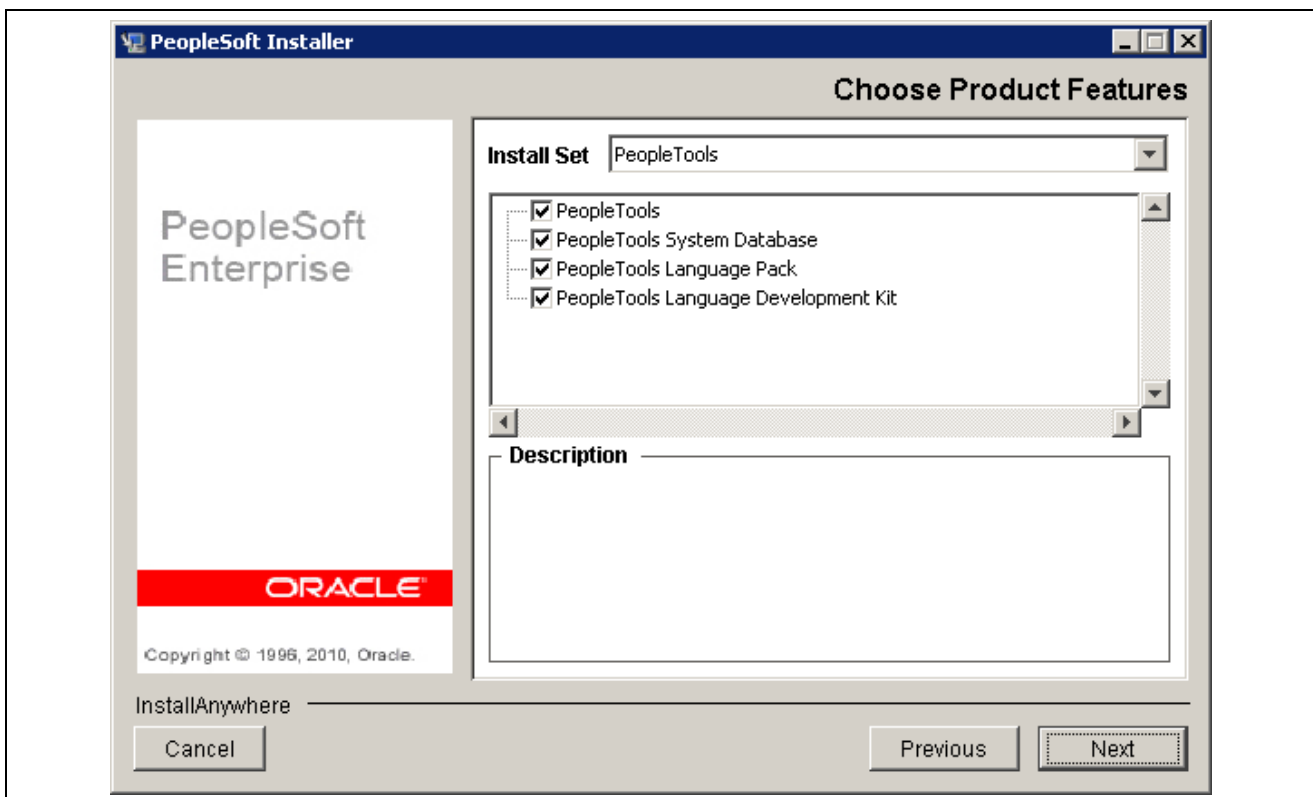 PeopleSoft Installer
Choose Product Features
PeopleSoft
Enterprise
ORACLE
Copyright © 1996, 2010, Oracle.
Install Set PeopleTools
PeopleTools
PeopleTools System Database
PeopleTools Language Pack
PeopleTools Language Development Kit
Description
InstallAnywhere
Cancel Previous Next